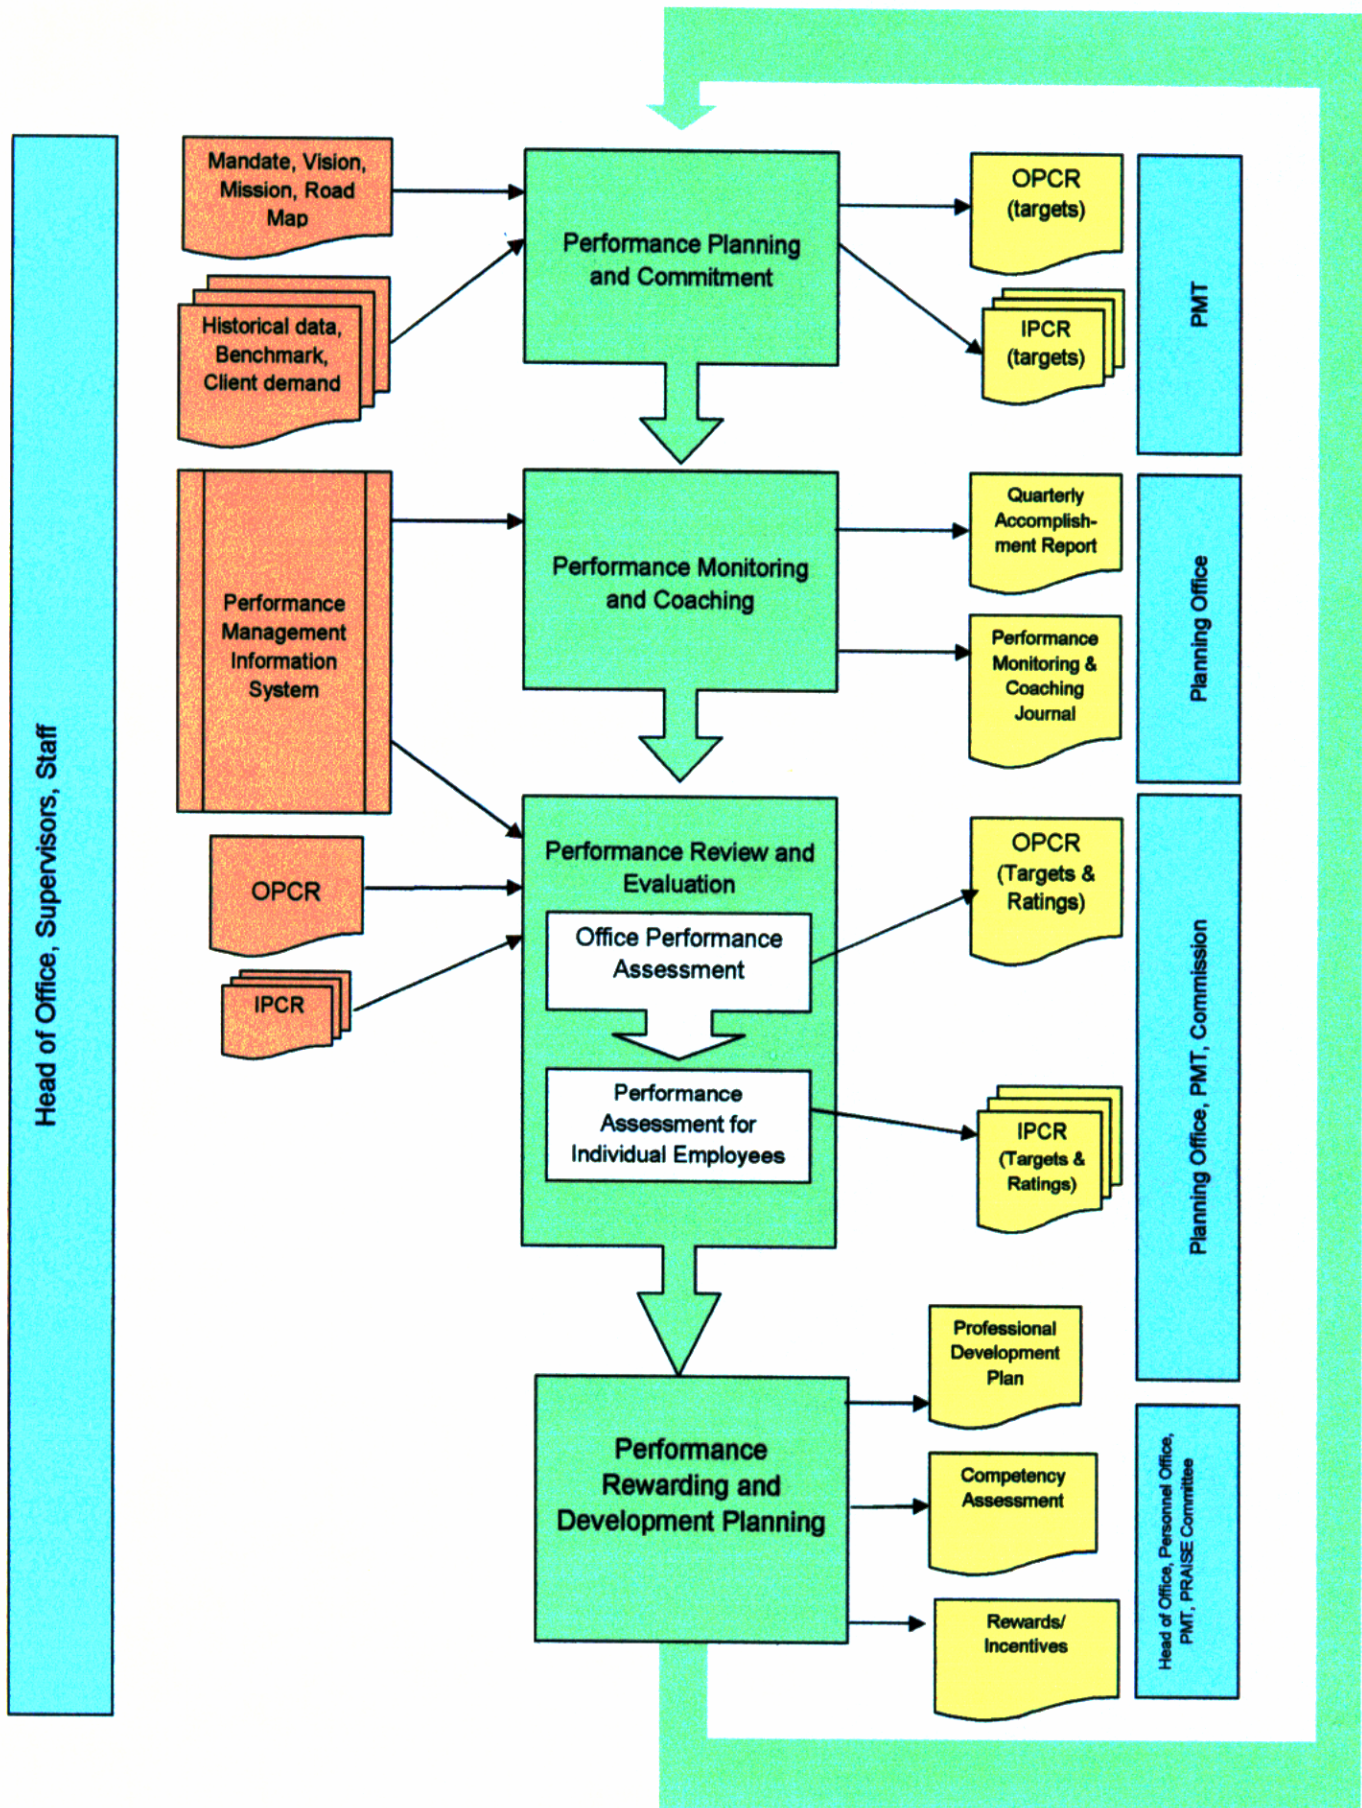 Head of Office, Supervisors, Staff
Mandate, Vision,
Mission, Road
Map
Historical data,
Benchmark,
Client demand
Performance Planning
and Commitment
OPCR
(targets)
IPCR
(targets)
PMT
Performance
Management
Information
System
Performance Monitoring
and Coaching
Quarterly
Accomplish-
ment Report
Performance
Monitoring &
Coaching
Journal
Planning Office
OPCR
IPCR
Performance Review and
Evaluation
Office Performance
Assessment
Performance
Assessment for
Individual Employees
OPCR
(Targets &
Ratings)
IPCR
(Targets &
Ratings)
Planning Office, PMT, Commission
Performance
Rewarding and
Development Planning
Professional
Development
Plan
Competency
Assessment
Rewards/
Incentives
Head of Office, Personnel Office,
PMT, PRAISE Committee